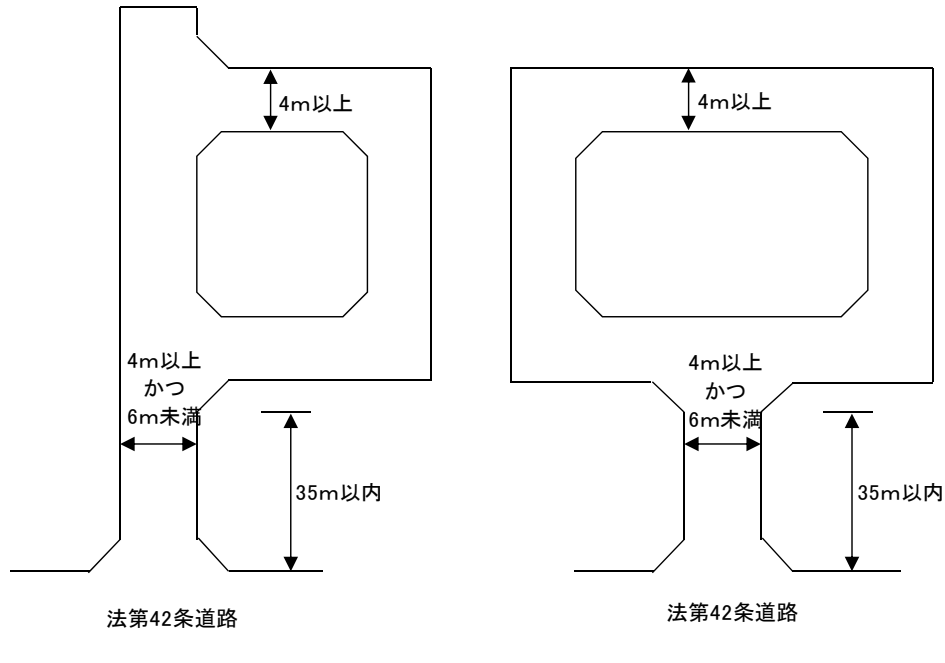 4m以上
4m以上
かつ
6m未満
35m以内
法第42条道路
4m以上
4m以上
かつ
6m未満
35m以内
法第42条道路